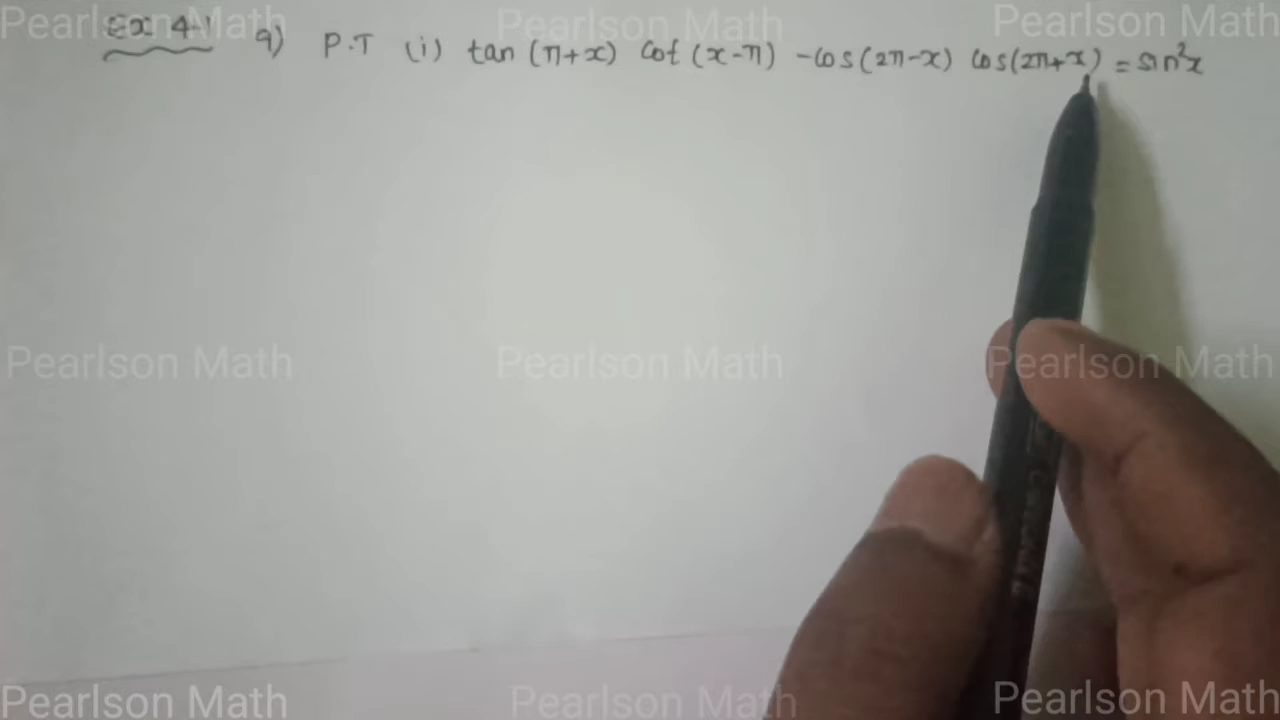 Pearlson Math Pearlson Math Pearlson Math
Ex 4.1 9) P.T (i) tan (π+x) Cot (x-π) -Cos(2π-x) Cos(2π+x) = sin²x
Pearlson Math Pearlson Math Pearlson Math
Pearlson Math Pearlson Math Pearlson Math